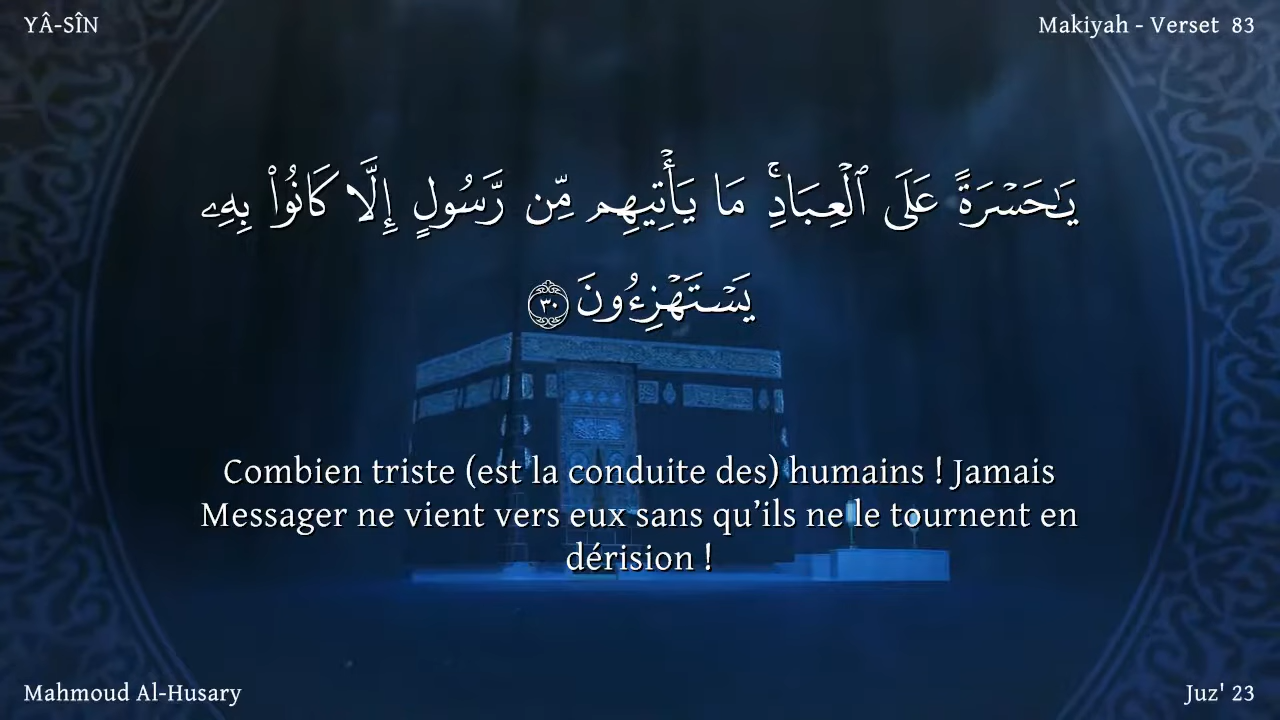 YÂ-SÎN
Makiyah - Verset 83
يَـٰحَسْرَةً عَلَى ٱلْعِبَادِ ۚ مَا يَأْتِيهِم مِّن رَّسُولٍ إِلَّا كَانُوا۟ بِهِۦ
يَسْتَهْزِءُونَ ٣٠
Combien triste (est la conduite des) humains ! Jamais
Messager ne vient vers eux sans qu’ils ne le tournent en
dérision !
Mahmoud Al-Husary
Juz' 23